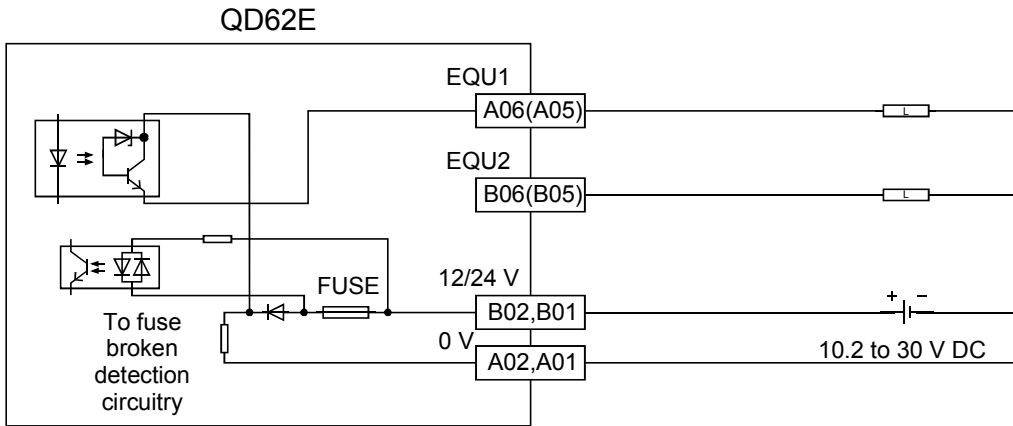 QD62E
EQU1
A06(A05)
L
EQU2
B06(B05)
L
12/24 V
FUSE
B02,B01
+ −
0 V
A02,A01
10.2 to 30 V DC
To fuse
broken
detection
circuitry